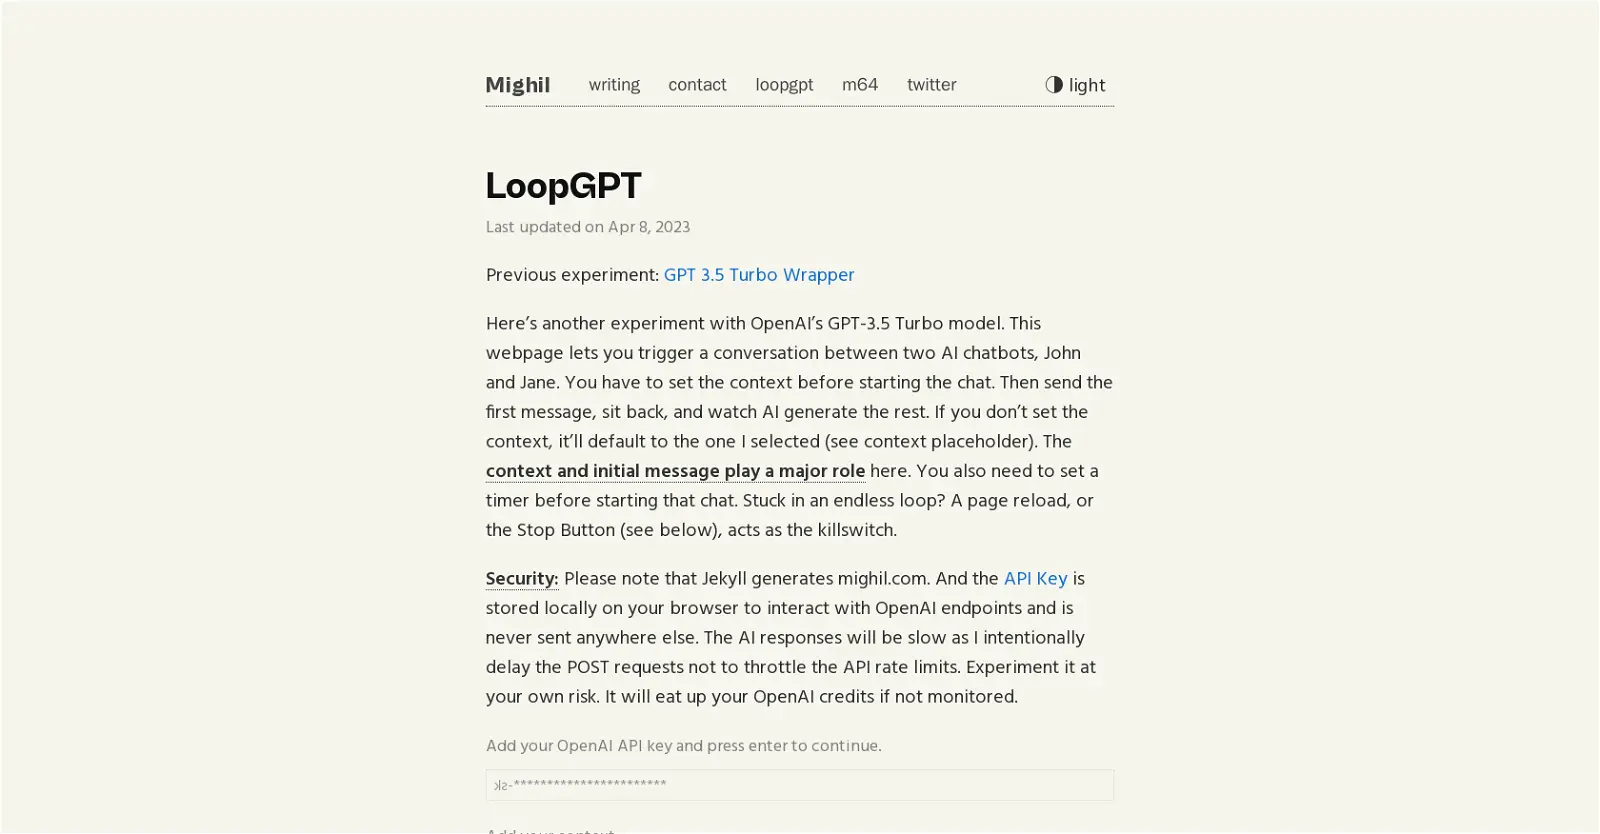 Mighil writing contact loopgpt m64 twitter light
LoopGPT
Last updated on Apr 8, 2023
Previous experiment: GPT 3.5 Turbo Wrapper
Here’s another experiment with OpenAI’s GPT-3.5 Turbo model. This
webpage lets you trigger a conversation between two AI chatbots, John
and Jane. You have to set the context before starting the chat. Then send the
first message, sit back, and watch AI generate the rest. If you don’t set the
context, it’ll default to the one I selected (see context placeholder). The
context and initial message play a major role here. You also need to set a
timer before starting that chat. Stuck in an endless loop? A page reload, or
the Stop Button (see below), acts as the killswitch.
Security: Please note that Jekyll generates mighil.com. And the API Key is
stored locally on your browser to interact with OpenAI endpoints and is
never sent anywhere else. The AI responses will be slow as I intentionally
delay the POST requests not to throttle the API rate limits. Experiment it at
your own risk. It will eat up your OpenAI credits if not monitored.
Add your OpenAI API key and press enter to continue.
sk-***********************
Add your context